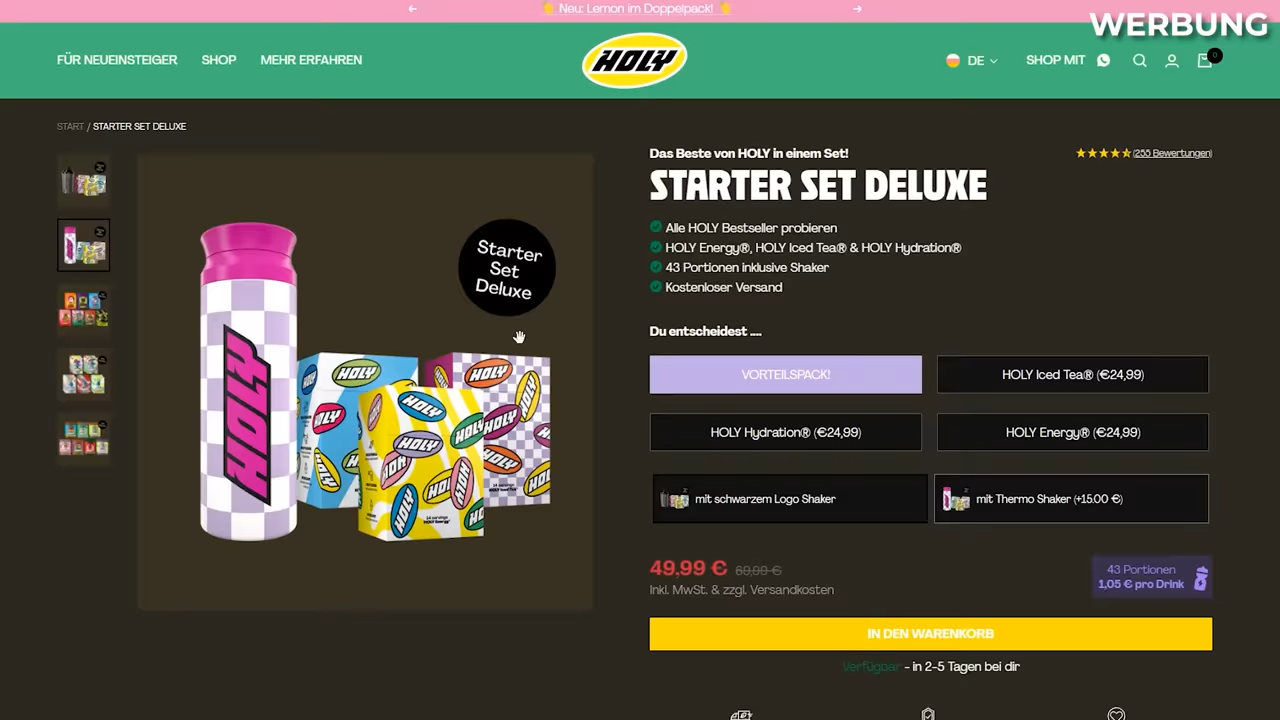 Neu: Lemon im Doppelpack!
WERBUNG
FÜR NEUEINSTEIGER
SHOP
MEHR ERFAHREN
HOLY
DE
SHOP MIT
0
START / STARTER SET DELUXE
Das Beste von HOLY in einem Set!
(255 Bewertungen)
STARTER SET DELUXE
Alle HOLY Bestseller probieren
HOLY Energy®, HOLY Iced Tea® & HOLY Hydration®
43 Portionen inklusive Shaker
Kostenloser Versand
Starter
Set
Deluxe
HOLY
HOLY
HOLY
HOLY
Du entscheidest ....
VORTEILSPACK!
HOLY Iced Tea® (€24,99)
HOLY Hydration® (€24,99)
HOLY Energy® (€24,99)
mit schwarzem Logo Shaker
mit Thermo Shaker (+15.00 €)
49,99 € 69,99 €
Inkl. MwSt. & zzgl. Versandkosten
43 Portionen
1,05 € pro Drink
IN DEN WARENKORB
Verfügbar - in 2-5 Tagen bei dir